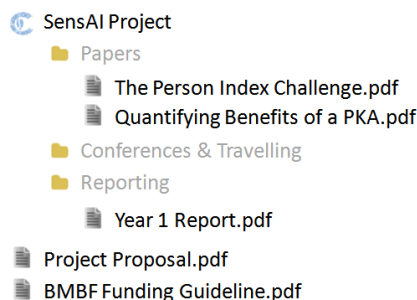 SensAI Project
Papers
The Person Index Challenge.pdf
Quantifying Benefits of a PKA.pdf
Conferences & Travelling
Reporting
Year 1 Report.pdf
Project Proposal.pdf
BMBF Funding Guideline.pdf